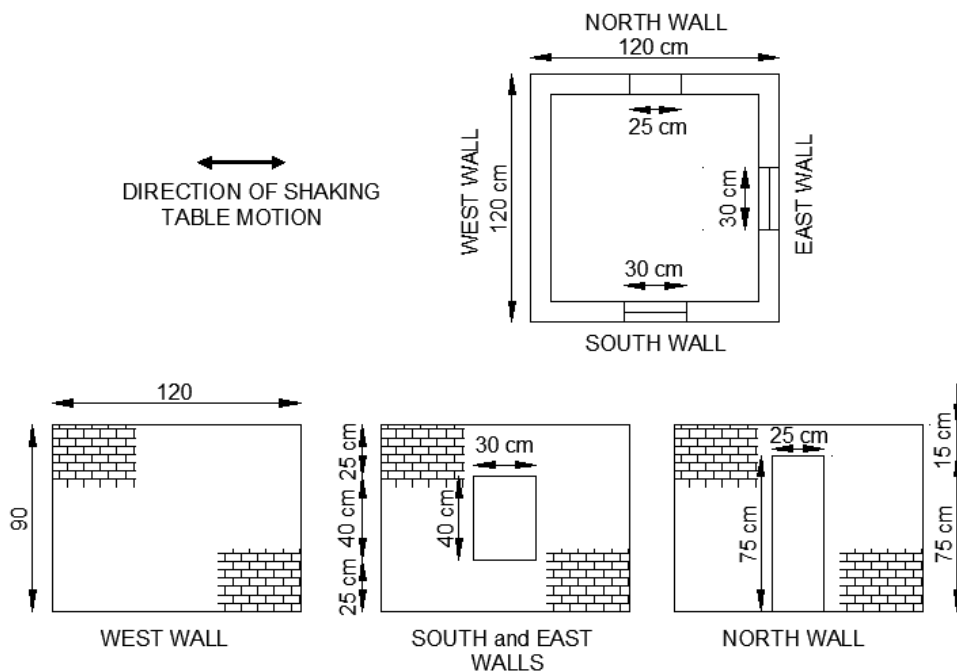 NORTH WALL
120 cm
25 cm
WEST WALL
120 cm
30 cm
EAST WALL
30 cm
SOUTH WALL
DIRECTION OF SHAKING
TABLE MOTION
120
90
WEST WALL
25 cm
40 cm
25 cm
30 cm
40 cm
SOUTH and EAST
WALLS
25 cm
75 cm
15 cm
75 cm
NORTH WALL